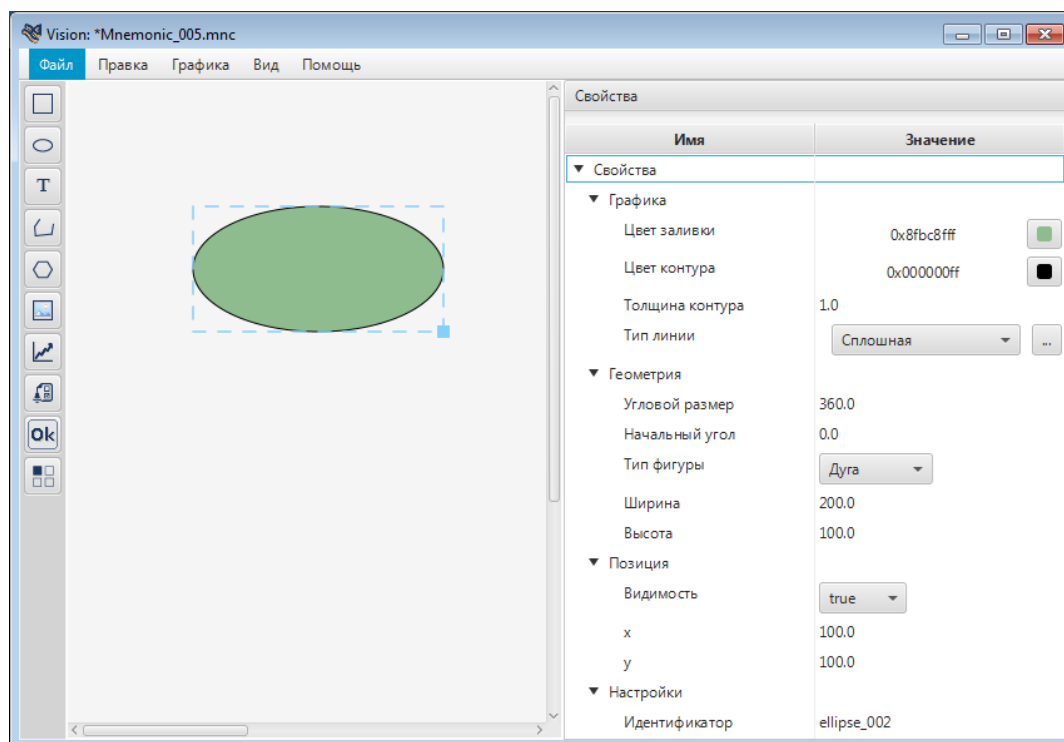 Vision: *Mnemonic_005.mnc
Файл Правка Графика Вид Помощь
T
Ok
Свойства
Имя Значение
Свойства
Графика
Цвет заливки 0x8fbc8fff
Цвет контура 0x000000ff
Толщина контура 1.0
Тип линии Сплошная ...
Геометрия
Угловой размер 360.0
Начальный угол 0.0
Тип фигуры Дуга
Ширина 200.0
Высота 100.0
Позиция
Видимость true
x 100.0
y 100.0
Настройки
Идентификатор ellipse_002